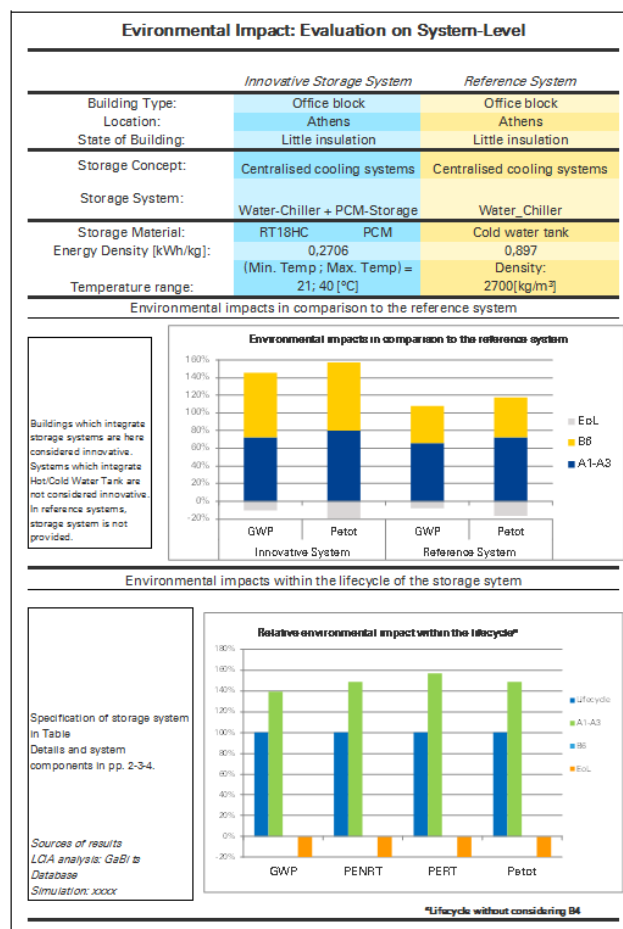 Evironmental Impact: Evaluation on System-Level
Innovative Storage System Reference System
Building Type: Office block Office block
Location: Athens Athens
State of Building: Little insulation Little insulation
Storage Concept: Centralised cooling systems Centralised cooling systems
Storage System:
Water-Chiller + PCM-Storage Water_Chiller
Storage Material: RT18HC PCM Cold water tank
Energy Density [kWh/kg]: 0,2706 0,897
(Min. Temp ; Max. Temp) = Density:
Temperature range: 21; 40 [°C] 2700[kg/m³]
Environmental impacts in comparison to the reference system
Buildings which integrate
storage systems are here
considered innovative.
Systems which integrate
Hot/Cold Water Tank are
not considered innovative.
In reference systems,
storage system is not
provided.
Environmental impacts in comparison to the reference system
160%
140%
120%
100%
80%
60%
40%
20%
0%
-20%
EoL
B6
A1-A3
GWP Petot GWP Petot
Innovative System Reference System
Environmental impacts within the lifecycle of the storage sytem
Specification of storage system
in Table
Details and system
components in pp. 2-3-4.
Sources of results
LCIA analysis: GaBi ts
Database
Simulation: xxxx
Relative environmental impact within the lifecycle*
180%
160%
140%
120%
100%
80%
60%
40%
20%
0%
-20%
Lifecycle
A1-A3
B6
EoL
GWP PENRT PERT Petot
*Lifecycle without considering B4